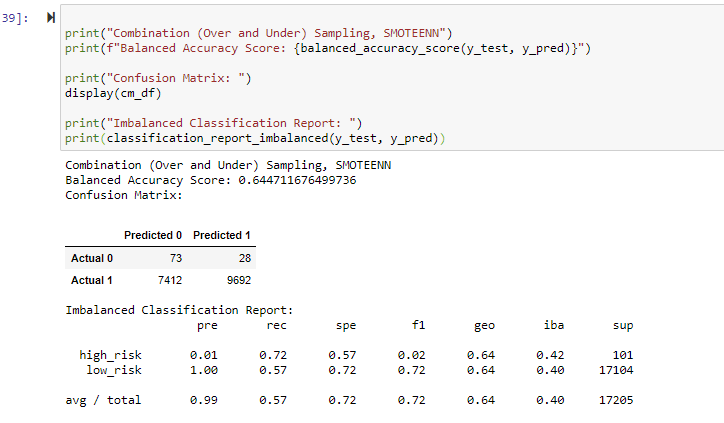 39]:
print("Combination (Over and Under) Sampling, SMOTEENN")
print(f"Balanced Accuracy Score: {balanced_accuracy_score(y_test, y_pred)}")
print("Confusion Matrix: ")
display(cm_df)
print("Imbalanced Classification Report: ")
print(classification_report_imbalanced(y_test, y_pred))
Combination (Over and Under) Sampling, SMOTEENN
Balanced Accuracy Score: 0.644711676499736
Confusion Matrix:
Predicted 0 Predicted 1
Actual 0 73 28
Actual 1 7412 9692
Imbalanced Classification Report:
pre rec spe f1 geo iba sup
high_risk 0.01 0.72 0.57 0.02 0.64 0.42 101
low_risk 1.00 0.57 0.72 0.72 0.64 0.40 17104
avg / total 0.99 0.57 0.72 0.72 0.64 0.40 17205